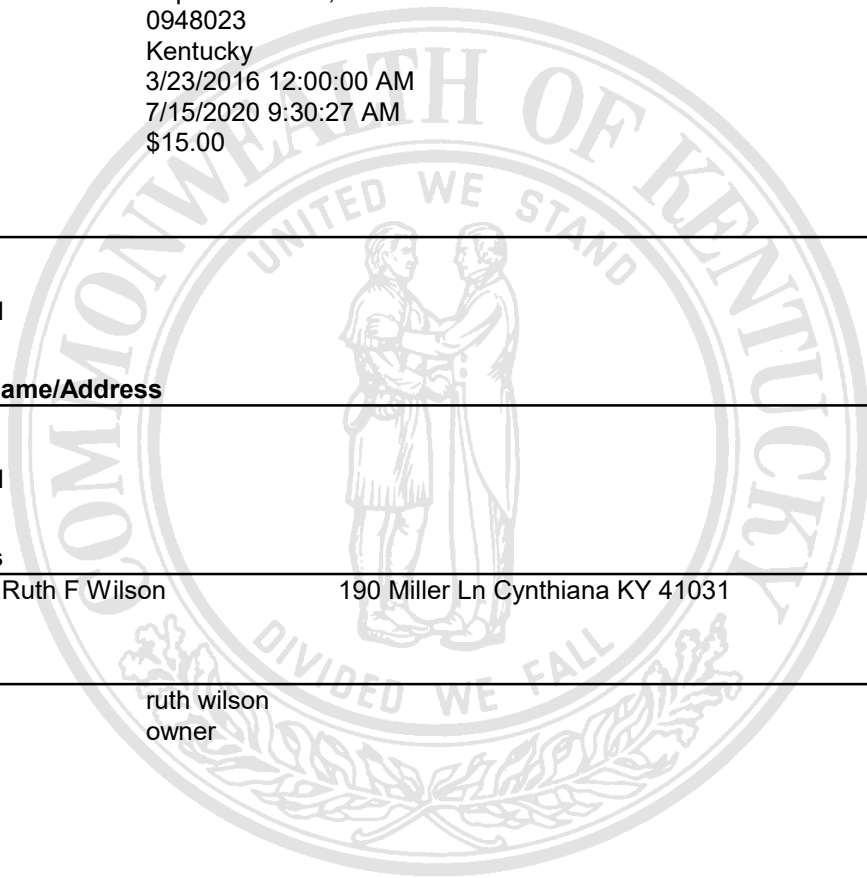 0948023
Kentucky
3/23/2016 12:00:00 AM
7/15/2020 9:30:27 AM
$15.00
COMMONWEALTH OF KENTUCKY
UNITED WE STAND
ame/Address
Ruth F Wilson 190 Miller Ln Cynthiana KY 41031
DIVIDED WE FALL
ruth wilson
owner